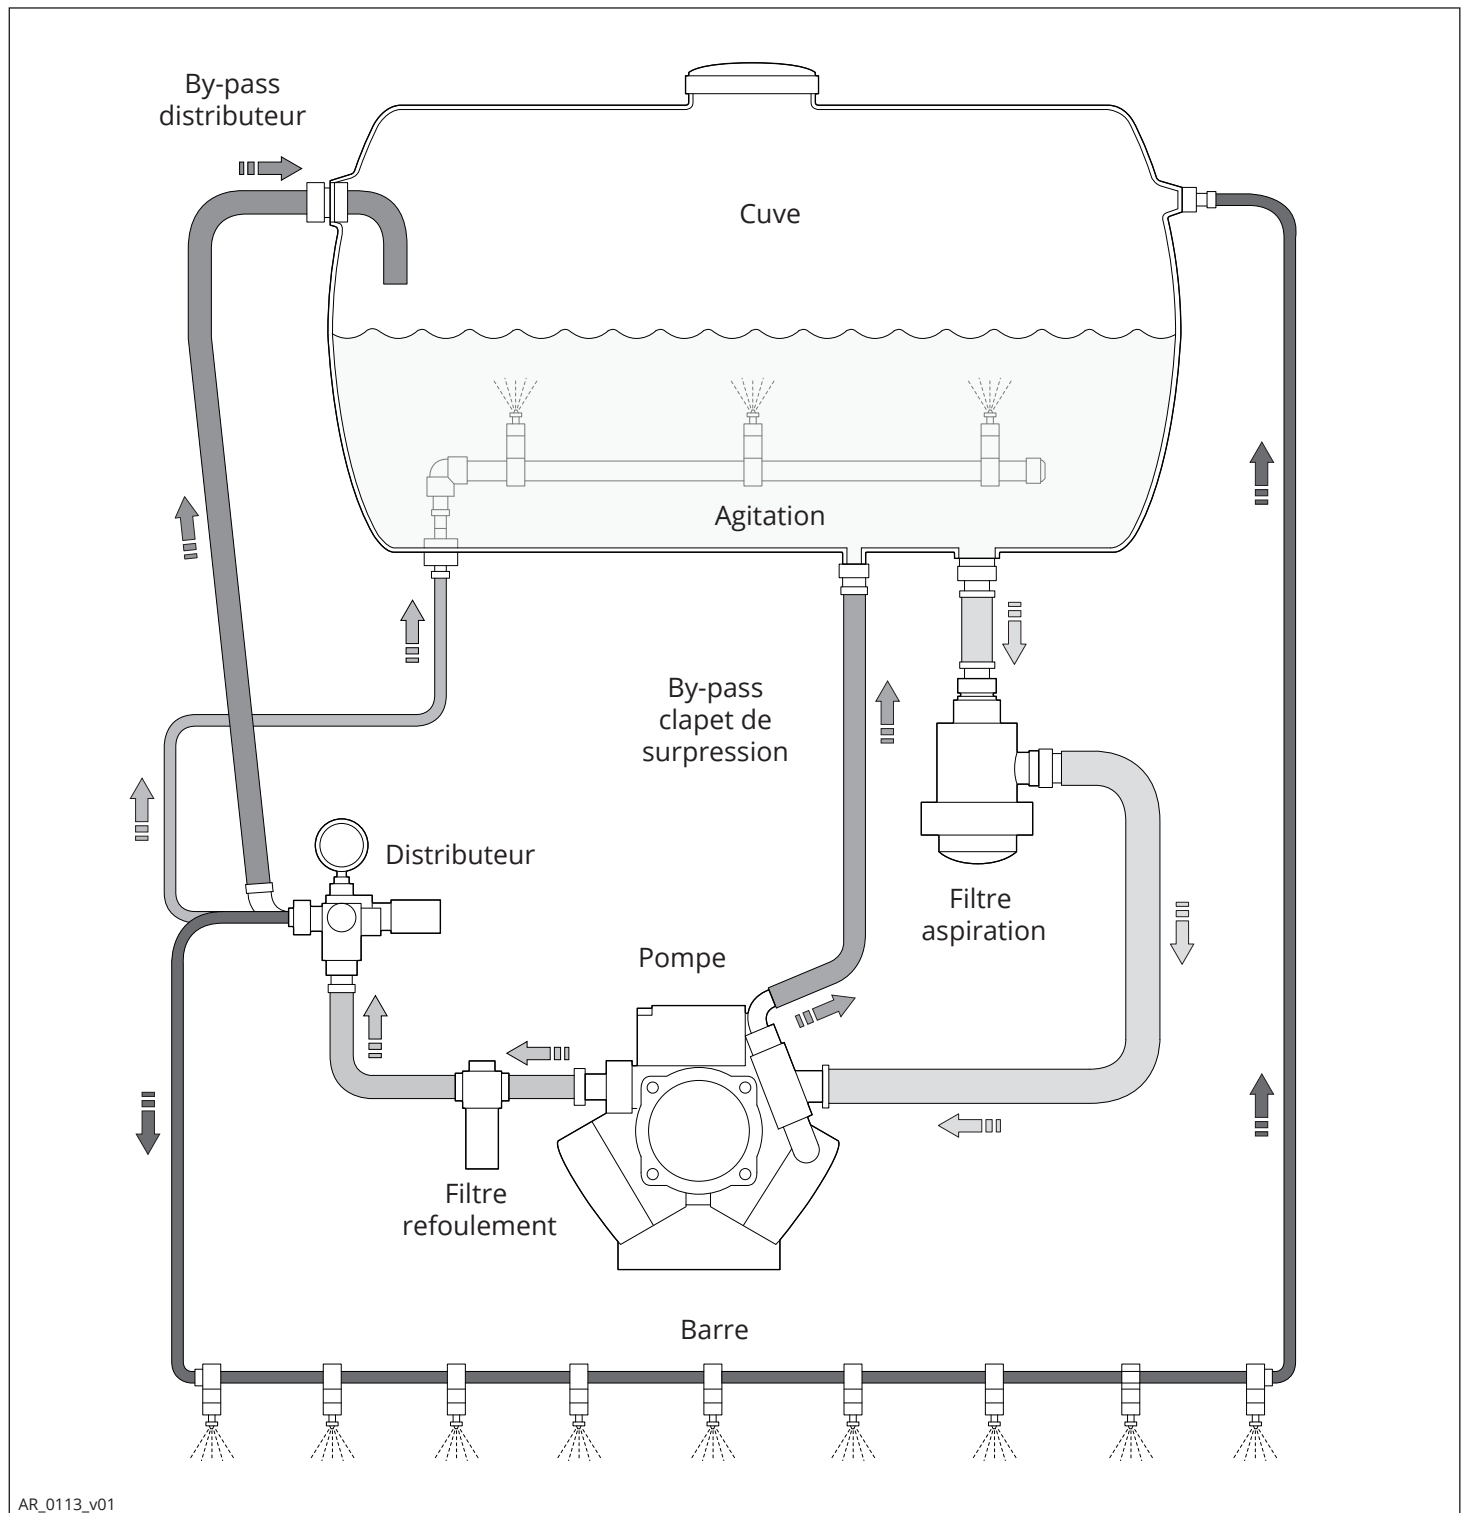 By-pass
distributeur
Cuve
Agitation
By-pass
clapet de
surpression
Distributeur
Filtre
aspiration
Pompe
Filtre
refoulement
Barre
AR_0113_v01